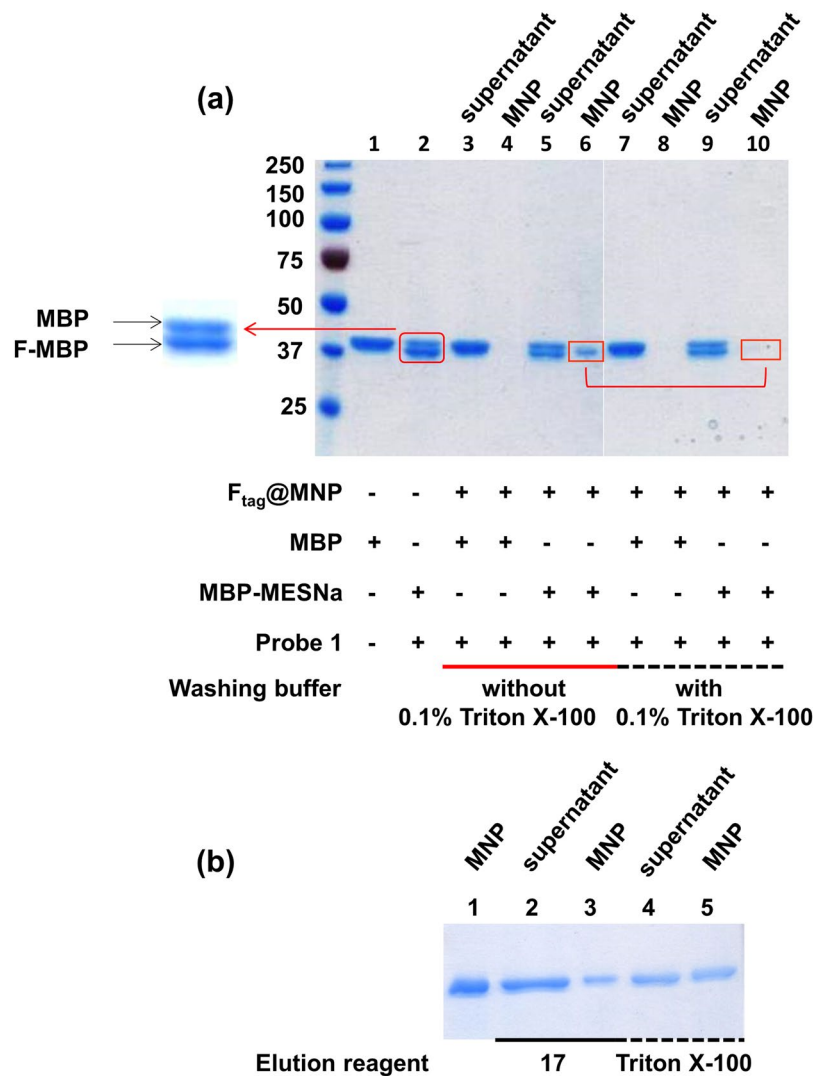 (a)
supernatant MNP supernatant MNP supernatant MNP supernatant MNP
1 2 3 4 5 6 7 8 9 10
250
150
100
75
50
37
25
MBP
F-MBP
Ftag@MNP - - + + + + + + + +
MBP + - + + - - + + - -
MBP-MESNa - + - - + + - - + +
Probe 1 - + + + + + + + + +
Washing buffer without with
0.1% Triton X-100 0.1% Triton X-100
(b)
MNP supernatant MNP supernatant MNP
1 2 3 4 5
Elution reagent 17 Triton X-100